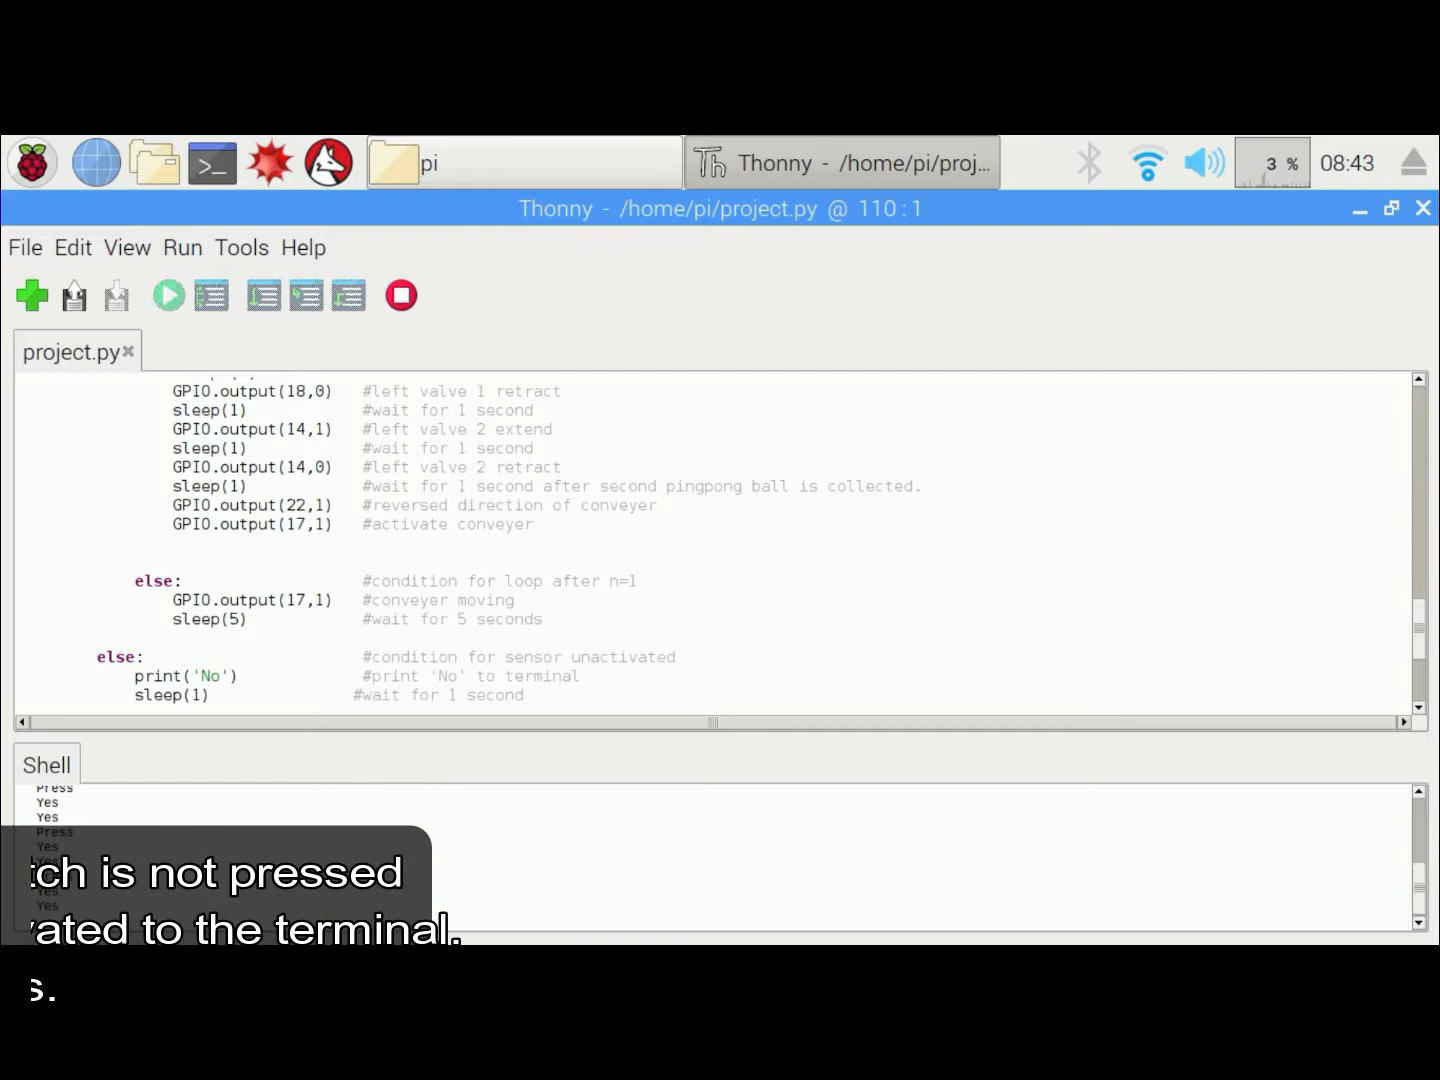 pi
Thonny - /home/pi/proj...
3 %
08:43
Thonny - /home/pi/project.py @ 110:1
File Edit View Run Tools Help
project.py
GPIO.output(18,0) #left valve 1 retract
sleep(1) #wait for 1 second
GPIO.output(14,1) #left valve 2 extend
sleep(1) #wait for 1 second
GPIO.output(14,0) #left valve 2 retract
sleep(1) #wait for 1 second after second pingpong ball is collected.
GPIO.output(22,1) #reversed direction of conveyer
GPIO.output(17,1) #activate conveyer
else: #condition for loop after n=1
GPIO.output(17,1) #conveyer moving
sleep(5) #wait for 5 seconds
else: #condition for sensor unactivated
print('No') #print 'No' to terminal
sleep(1) #wait for 1 second
Shell
Press
Yes
Yes
Press
Yes
tch is not pressed
Yes
Yes
vated to the terminal.
s.